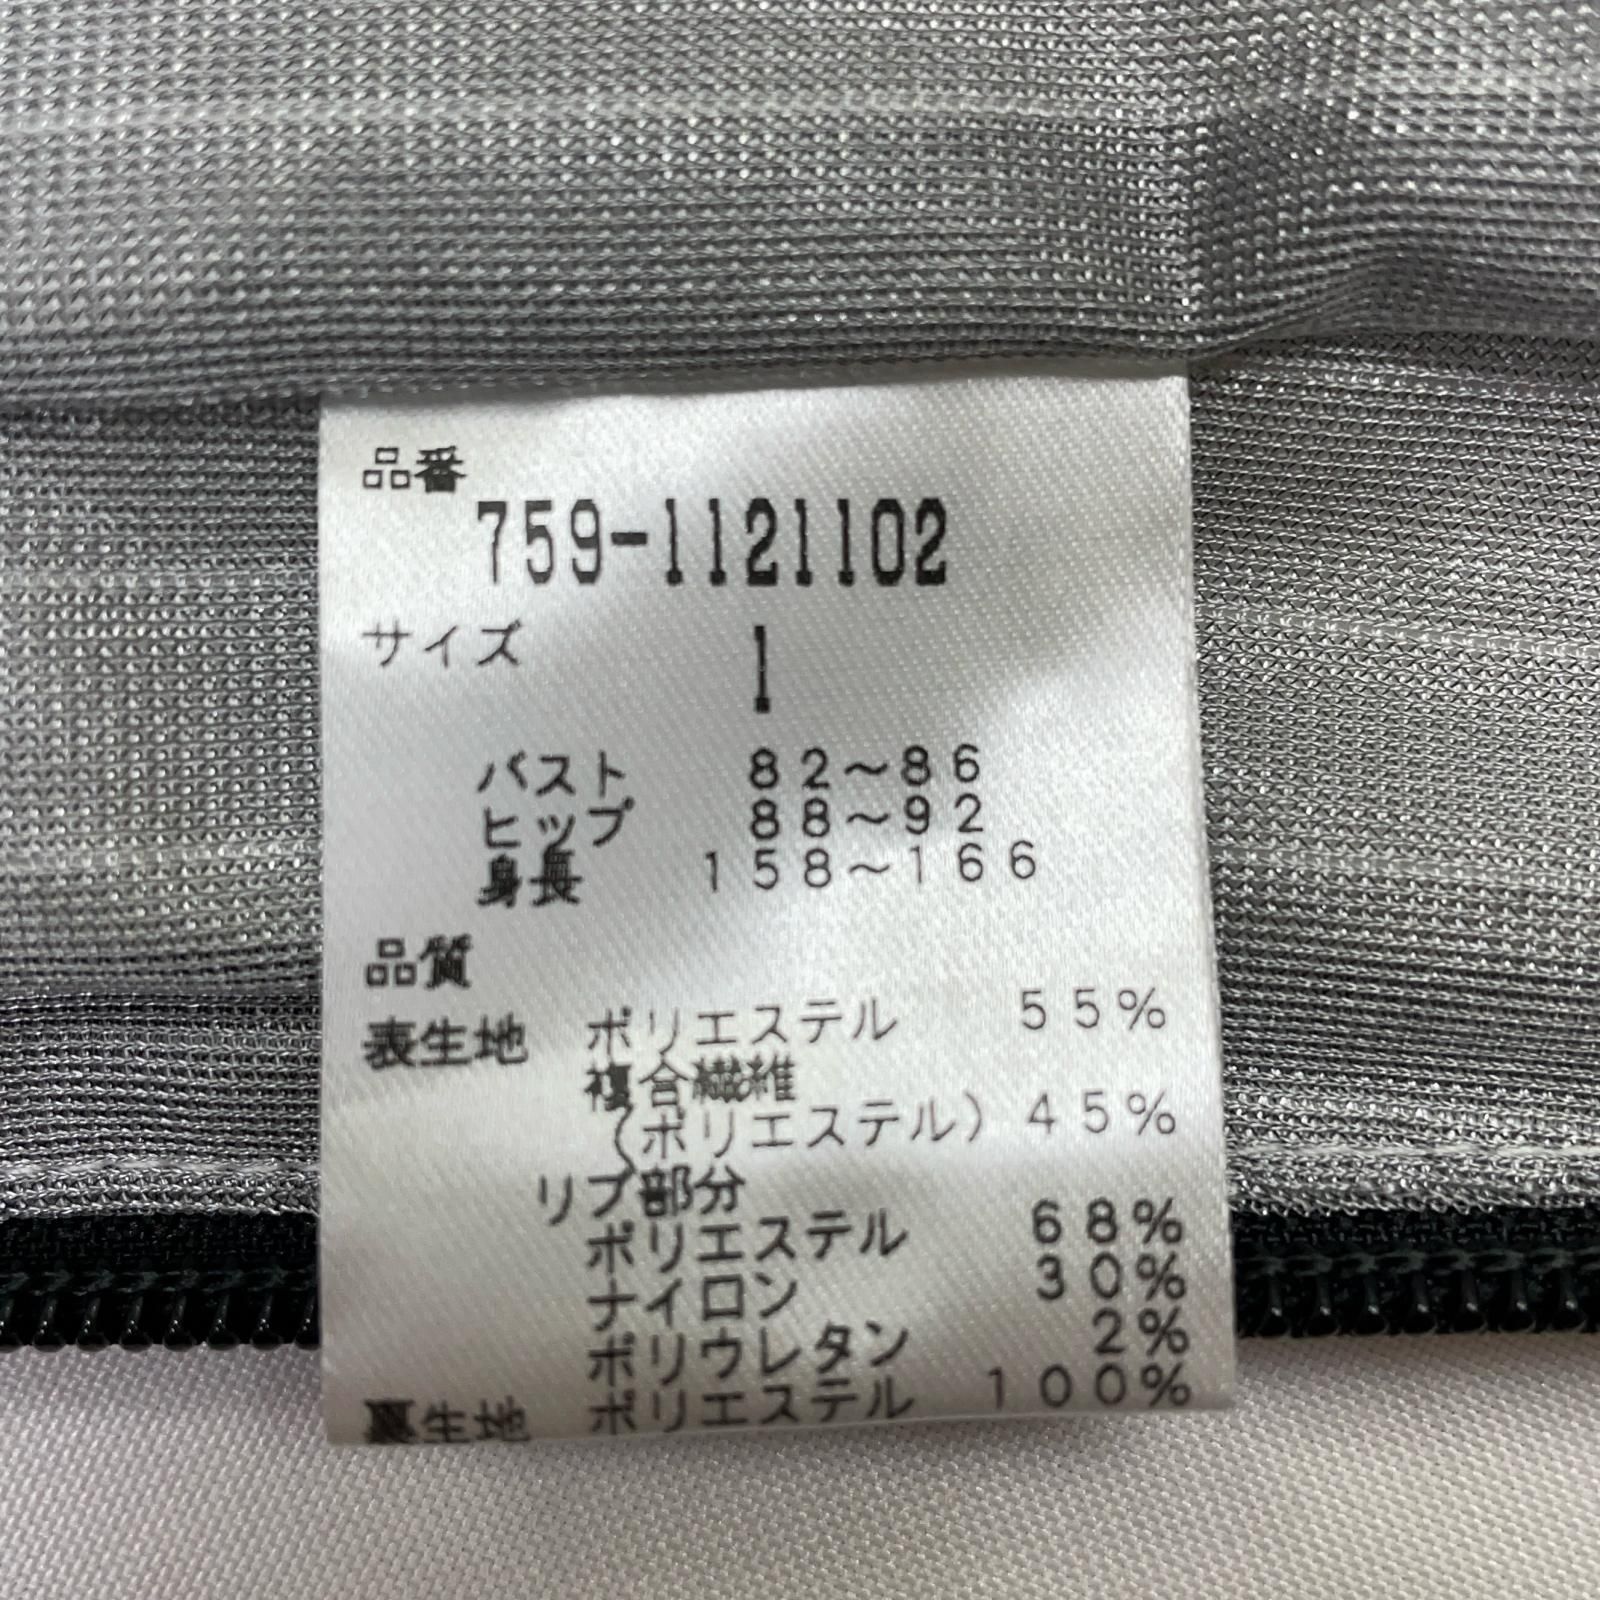 品番
759-1121102
サイズ 1
バスト 82～86
ヒップ 88～92
身長 158～166
品質
表生地 ポリエステル 55%
複合繊維
(ポリエステル) 45%
リブ部分
ポリエステル 68%
ナイロン 30%
ポリウレタン 2%
裏生地 ポリエステル 100%